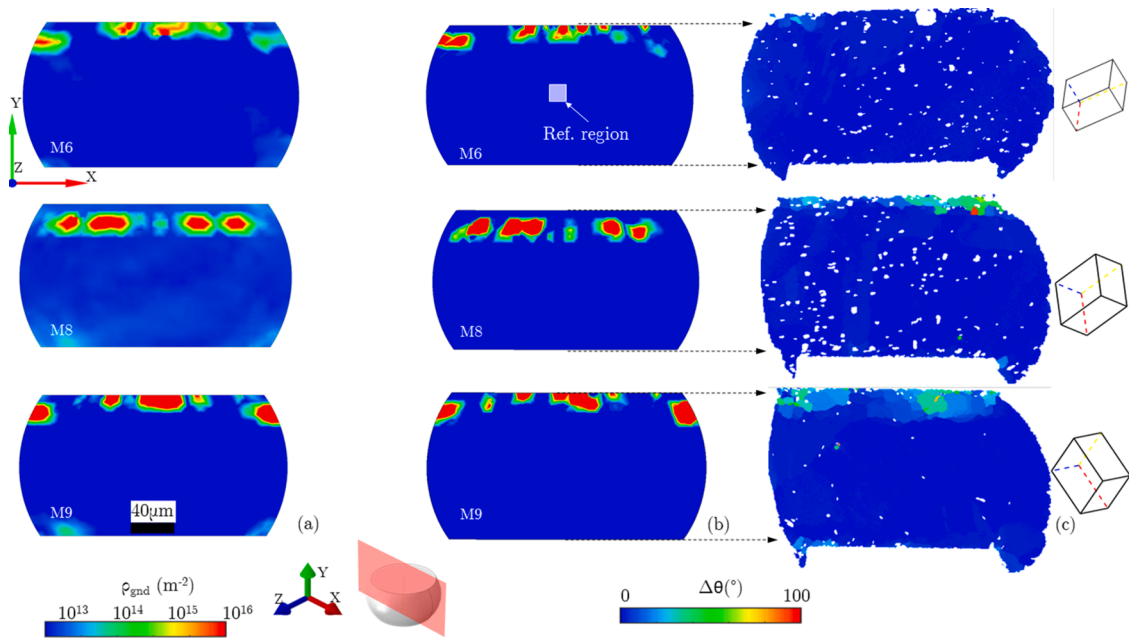 Y
M6
Z
X
Ref. region
M6
M8
M8
M9
40μm
(a)
M9
(b)
(c)
ρgnd (m⁻²)
10¹³ 10¹⁴ 10¹⁵ 10¹⁶
Y
Z X
Δθ(°)
0 100